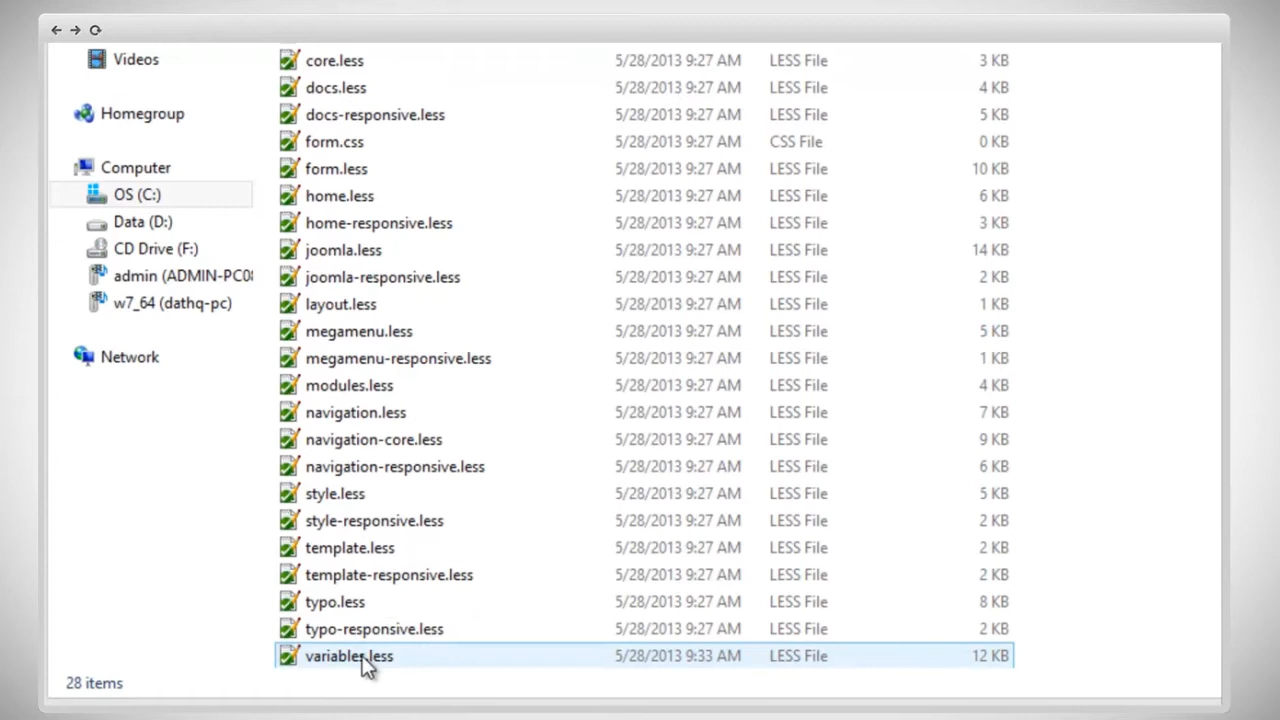 Videos
Homegroup
Computer
OS (C:)
Data (D:)
CD Drive (F:)
admin (ADMIN-PC08
w7_64 (dathq-pc)
Network
core.less 5/28/2013 9:27 AM LESS File 3 KB
docs.less 5/28/2013 9:27 AM LESS File 4 KB
docs-responsive.less 5/28/2013 9:27 AM LESS File 5 KB
form.css 5/28/2013 9:27 AM CSS File 0 KB
form.less 5/28/2013 9:27 AM LESS File 10 KB
home.less 5/28/2013 9:27 AM LESS File 6 KB
home-responsive.less 5/28/2013 9:27 AM LESS File 3 KB
joomla.less 5/28/2013 9:27 AM LESS File 14 KB
joomla-responsive.less 5/28/2013 9:27 AM LESS File 2 KB
layout.less 5/28/2013 9:27 AM LESS File 1 KB
megamenu.less 5/28/2013 9:27 AM LESS File 5 KB
megamenu-responsive.less 5/28/2013 9:27 AM LESS File 1 KB
modules.less 5/28/2013 9:27 AM LESS File 4 KB
navigation.less 5/28/2013 9:27 AM LESS File 7 KB
navigation-core.less 5/28/2013 9:27 AM LESS File 9 KB
navigation-responsive.less 5/28/2013 9:27 AM LESS File 6 KB
style.less 5/28/2013 9:27 AM LESS File 5 KB
style-responsive.less 5/28/2013 9:27 AM LESS File 2 KB
template.less 5/28/2013 9:27 AM LESS File 2 KB
template-responsive.less 5/28/2013 9:27 AM LESS File 2 KB
typo.less 5/28/2013 9:27 AM LESS File 8 KB
typo-responsive.less 5/28/2013 9:27 AM LESS File 2 KB
variables.less 5/28/2013 9:33 AM LESS File 12 KB
28 items